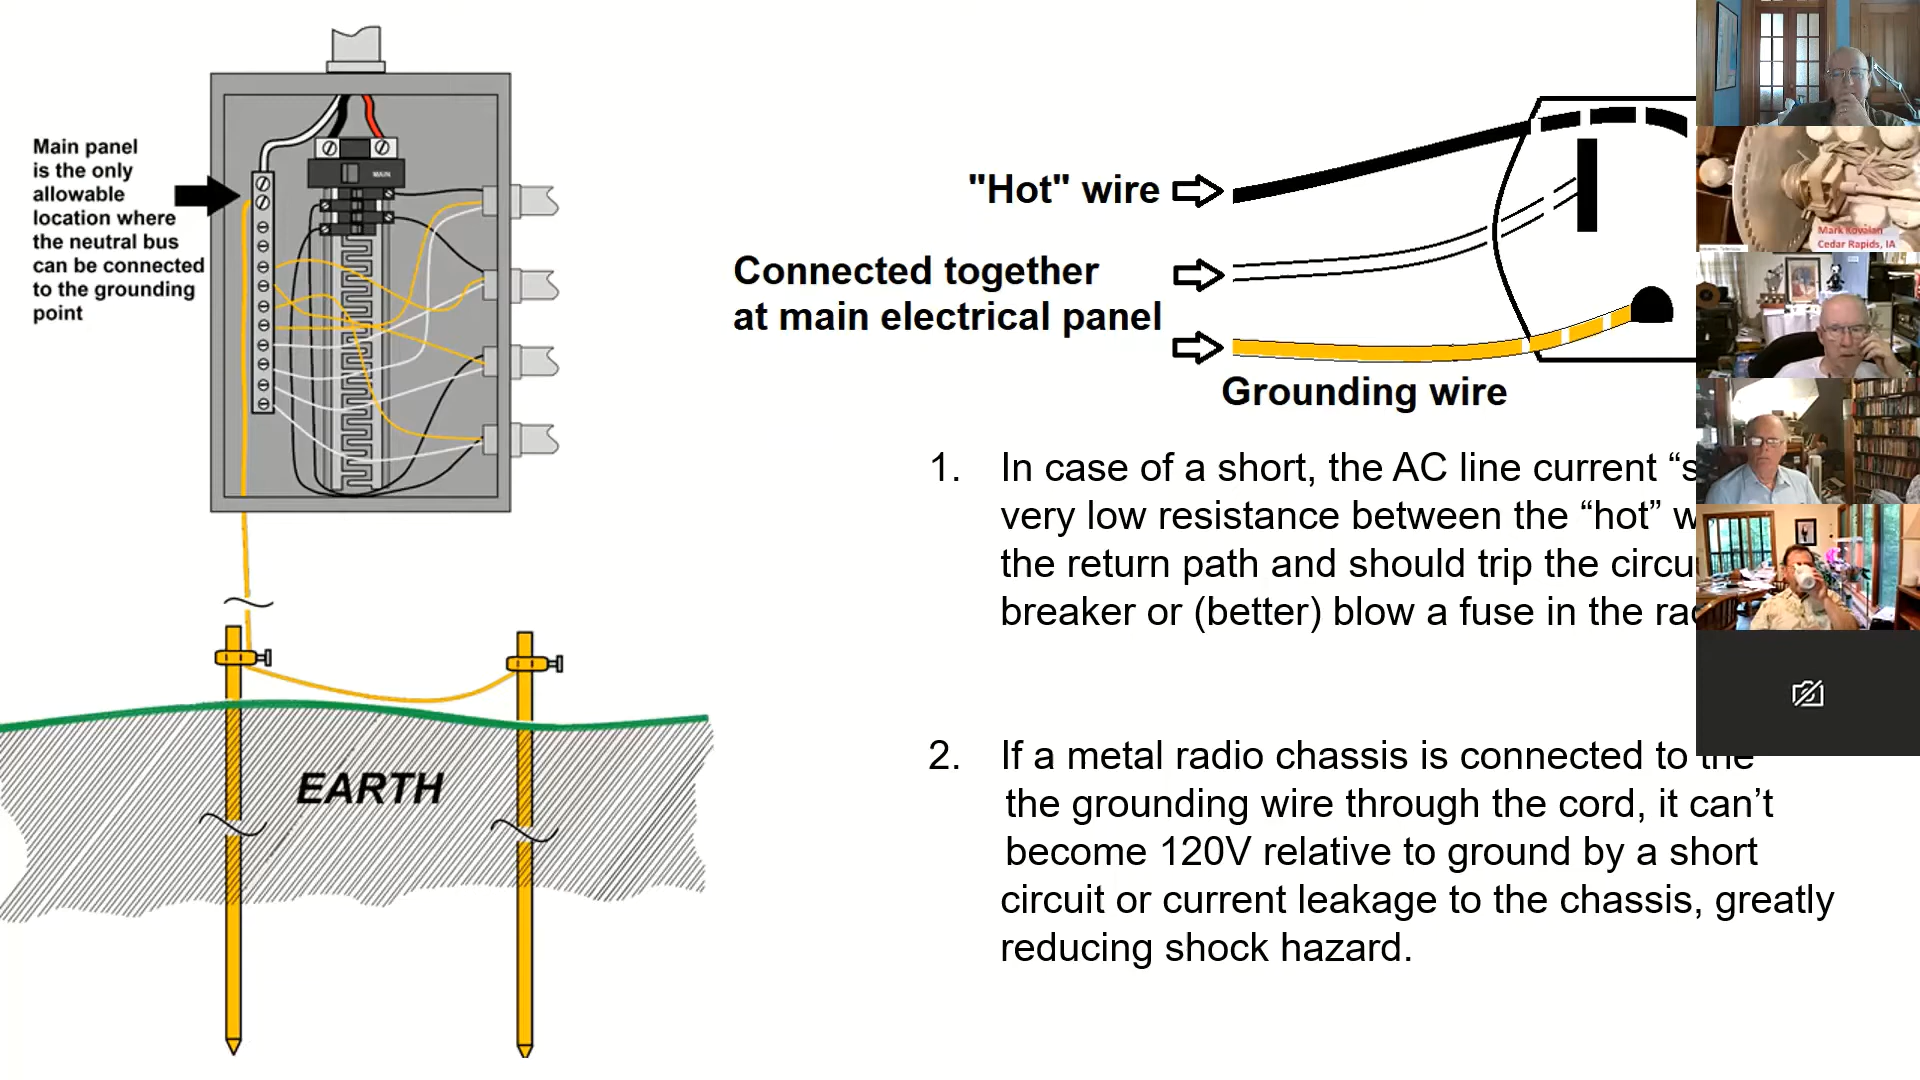 Main panel
is the only
allowable
location where
the neutral bus
can be connected
to the grounding
point
MAIN
EARTH
"Hot" wire
Connected together
at main electrical panel
Grounding wire
1. In case of a short, the AC line current “s
very low resistance between the “hot” w
the return path and should trip the circu
breaker or (better) blow a fuse in the rad
2. If a metal radio chassis is connected to the
the grounding wire through the cord, it can’t
become 120V relative to ground by a short
circuit or current leakage to the chassis, greatly
reducing shock hazard.
Mark Kovalan
Cedar Rapids, IA